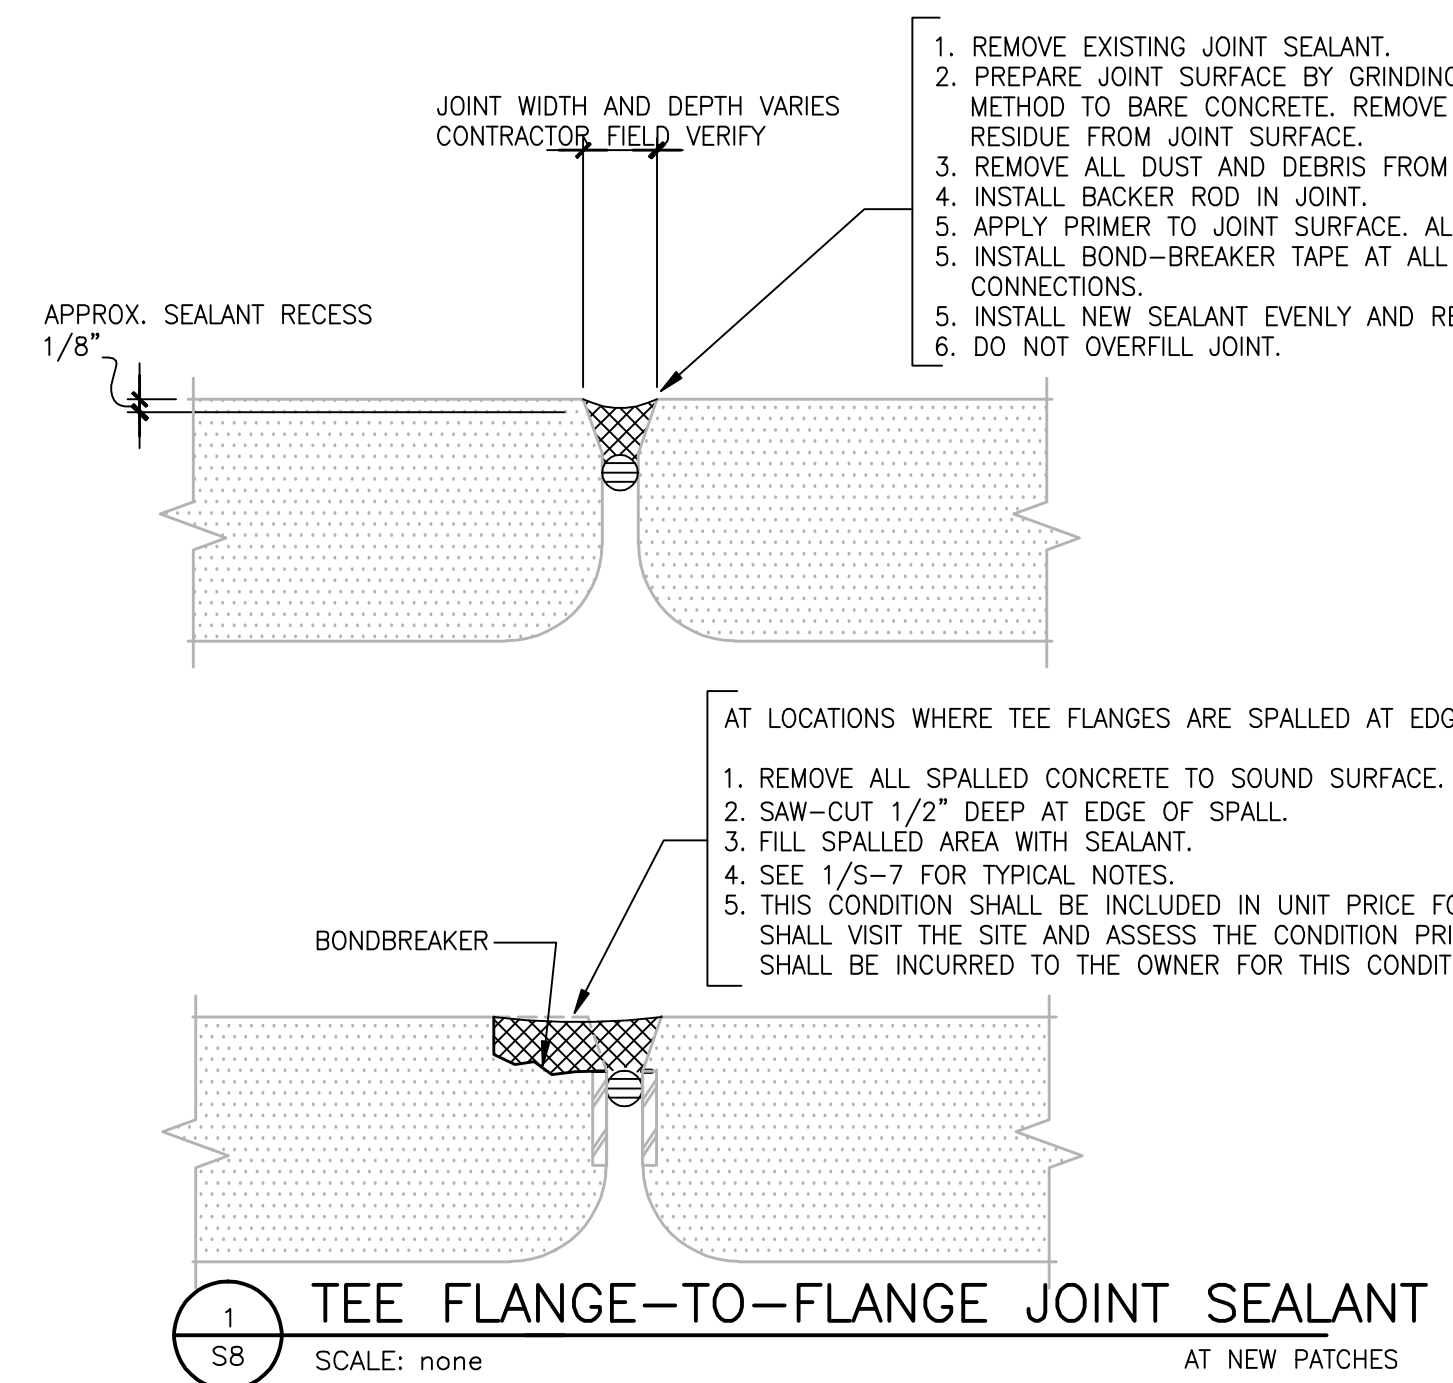 1. REMOVE EXISTING JOINT SEALANT.
2. PREPARE JOINT SURFACE BY GRINDING
METHOD TO BARE CONCRETE. REMOVE
RESIDUE FROM JOINT SURFACE.
3. REMOVE ALL DUST AND DEBRIS FROM
4. INSTALL BACKER ROD IN JOINT.
5. APPLY PRIMER TO JOINT SURFACE. AL
5. INSTALL BOND-BREAKER TAPE AT ALL
CONNECTIONS.
5. INSTALL NEW SEALANT EVENLY AND RE
6. DO NOT OVERFILL JOINT.
JOINT WIDTH AND DEPTH VARIES
CONTRACTOR FIELD VERIFY
APPROX. SEALANT RECESS
1/8"
AT LOCATIONS WHERE TEE FLANGES ARE SPALLED AT EDG
1. REMOVE ALL SPALLED CONCRETE TO SOUND SURFACE.
2. SAW-CUT 1/2" DEEP AT EDGE OF SPALL.
3. FILL SPALLED AREA WITH SEALANT.
4. SEE 1/S-7 FOR TYPICAL NOTES.
5. THIS CONDITION SHALL BE INCLUDED IN UNIT PRICE FO
SHALL VISIT THE SITE AND ASSESS THE CONDITION PRI
SHALL BE INCURRED TO THE OWNER FOR THIS CONDIT
BONDBREAKER
1
S8
TEE FLANGE-TO-FLANGE JOINT SEALANT
SCALE: none
AT NEW PATCHES